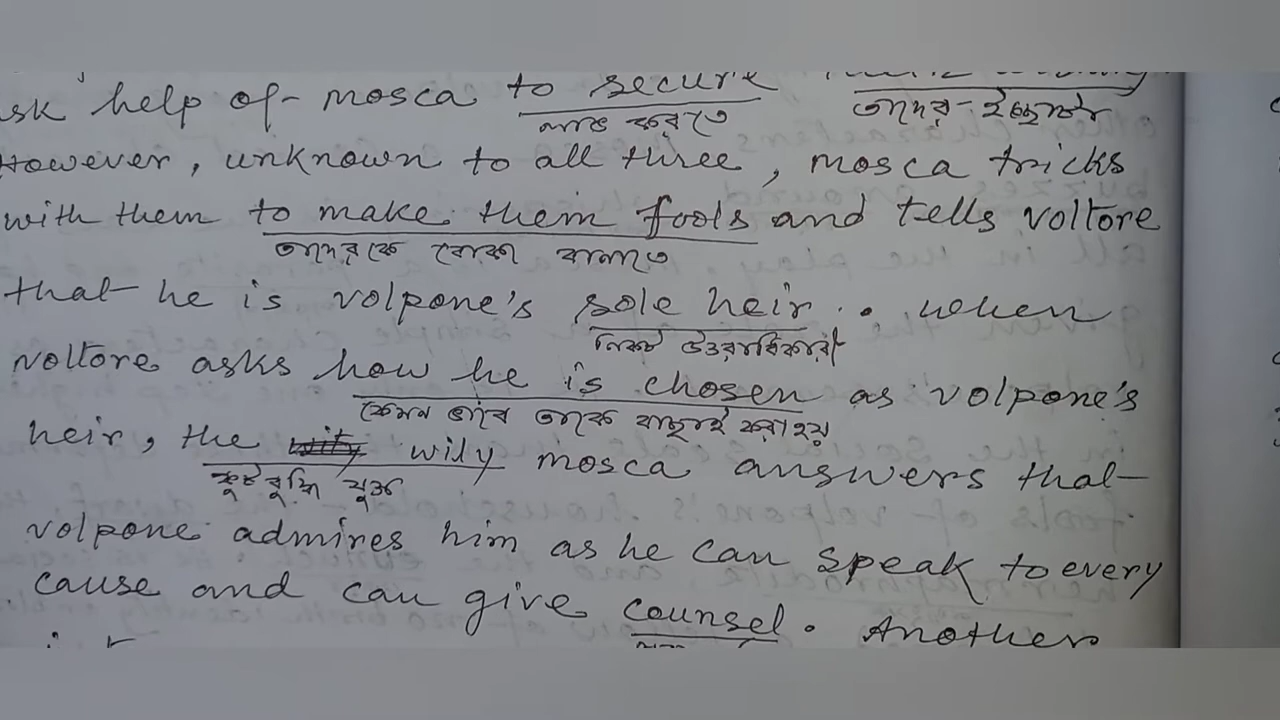 help of mosca to secure
লাভ করতে
However, unknown to all three, mosca tricks
with them to make them fools and tells voltore
তাদেরকে বোকা বানাতে
that he is volpone's sole heir. when
উত্তরাধিকারী
voltore asks how he is chosen as volpone's
কেমন ভাবে তাকে বাছাই করা হয়
heir, the wily mosca answers that
কূট বুদ্ধি যুক্ত
volpone admires him as he can speak to every
cause and can give counsel. Another